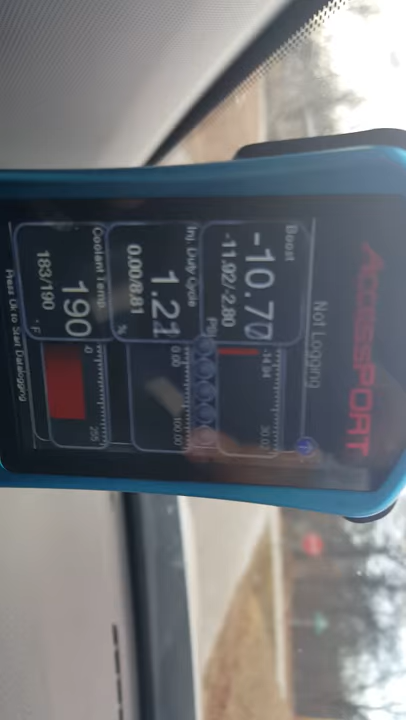 ACCESSPORT
Not Logging
Boost
-10.70
-11.92/-2.80
PSI
-14.94
30.01
Inj. Duty Cycle
1.21
0.00/8.81
%
0.00
100.00
Coolant Temp.
190
183/190
°F
-0
255
Press OK to Start Datalogging